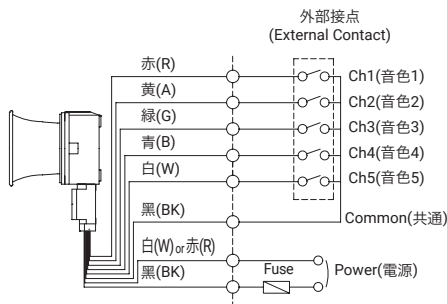 外部接点
(External Contact)
赤(R)
Ch1(音色1)
黄(A)
Ch2(音色2)
緑(G)
Ch3(音色3)
青(B)
Ch4(音色4)
白(W)
Ch5(音色5)
黒(BK)
Common(共通)
白(W)or赤(R)
黒(BK)
Fuse
Power(電源)